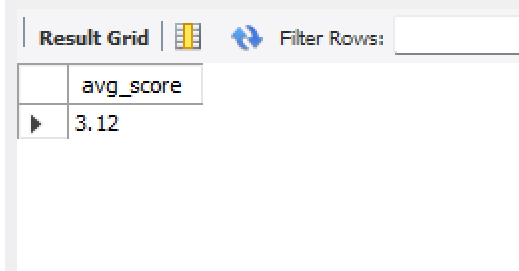 Result Grid Filter Rows:
avg_score
3.12